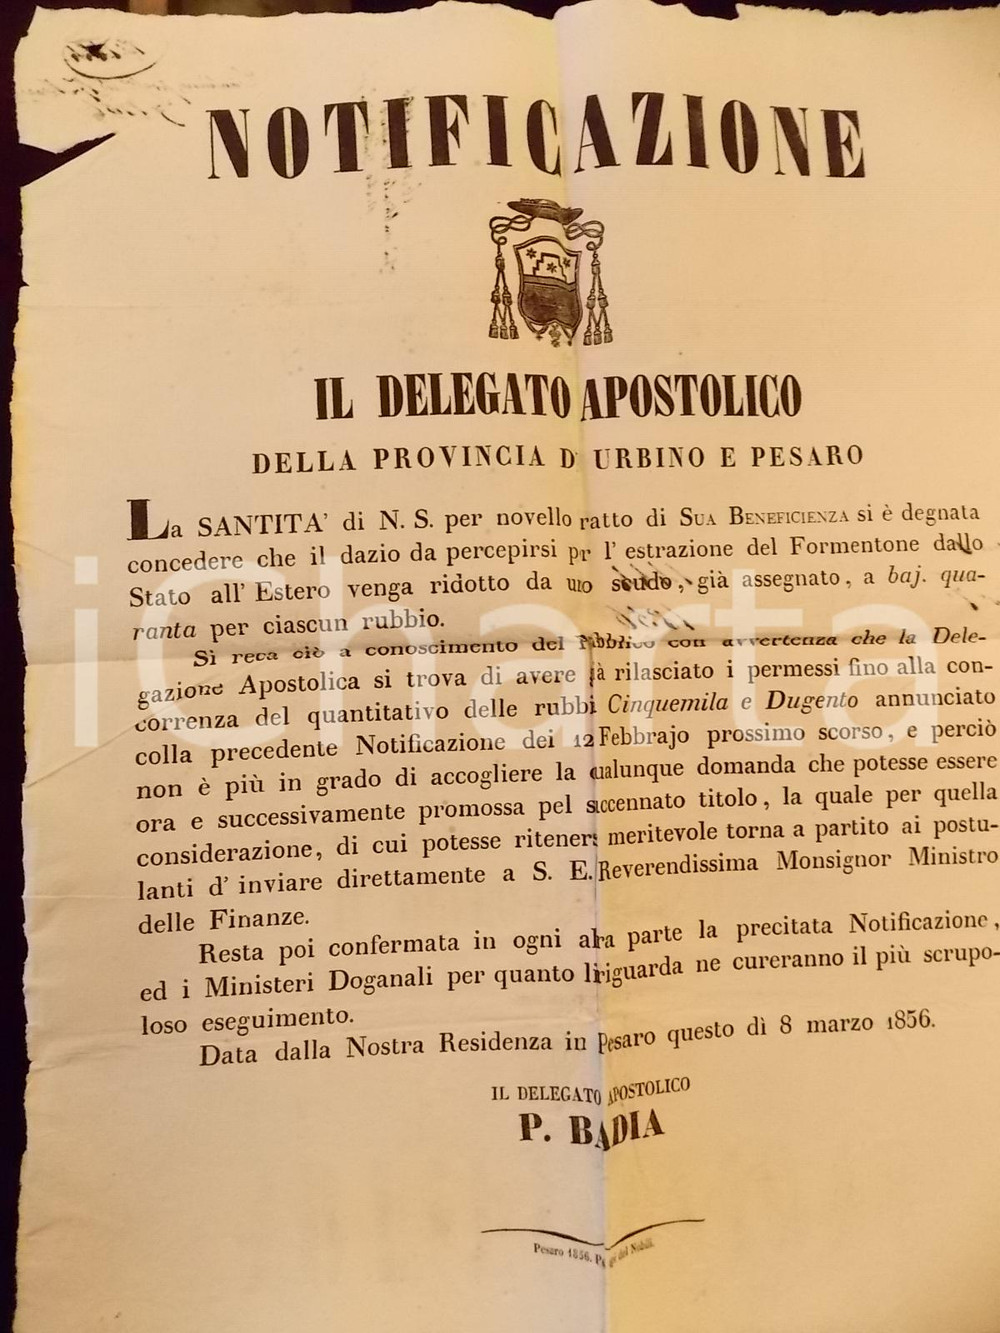 NOTIFICAZIONE
IL DELEGATO APOSTOLICO
DELLA PROVINCIA D' URBINO E PESARO
La SANTITA' di N. S. per novello tratto di SUA BENEFICIENZA si è degnata
concedere che il dazio da percepirsi pr l' estrazione del Formentone dallo
Stato all' Estero venga ridotto da uno scudo, già assegnato, a baj. qua-
ranta per ciascun rubbio.
Si reca ciò a conoscimento del Pubblico con avvertenza che la Dele-
gazione Apostolica si trova di avere già rilasciato i permessi fino alla con-
correnza del quantitativo delle rubbi Cinquemila e Dugento annunciato
colla precedente Notificazione dei 12 Febbrajo prossimo scorso, e perciò
non è più in grado di accogliere la qualunque domanda che potesse essere
ora e successivamente promossa pel succennato titolo, la quale per quella
considerazione, di cui potesse ritenersi meritevole torna a partito ai postu-
lanti d' inviare direttamente a S. E. Reverendissima Monsignor Ministro
delle Finanze.
Resta poi confermata in ogni altra parte la precitata Notificazione,
ed i Ministeri Doganali per quanto li riguarda ne cureranno il più scrupo-
loso eseguimento.
Data dalla Nostra Residenza in Pesaro questo dì 8 marzo 1856.
IL DELEGATO APOSTOLICO
P. BADIA
Pesaro 1856. del Nobili.
iCharta